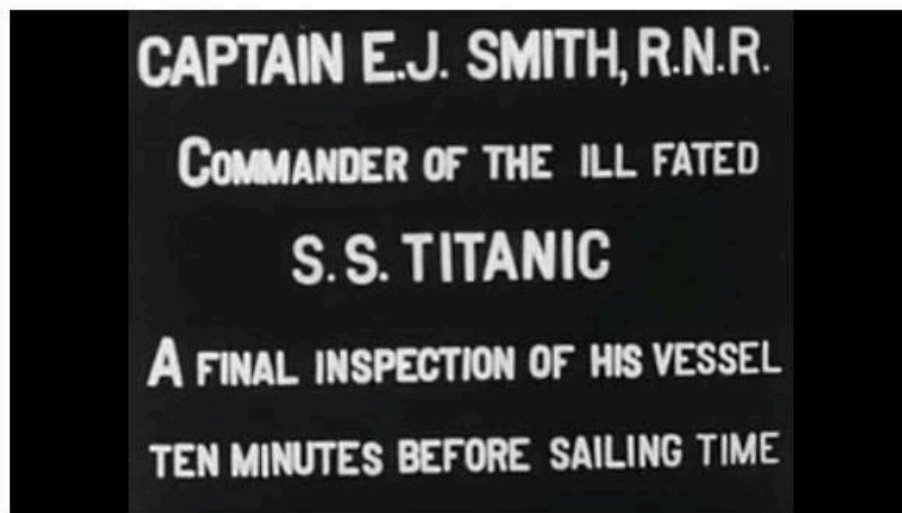 CAPTAIN E.J. SMITH, R.N.R.
COMMANDER OF THE ILL FATED
S.S. TITANIC
A FINAL INSPECTION OF HIS VESSEL
TEN MINUTES BEFORE SAILING TIME